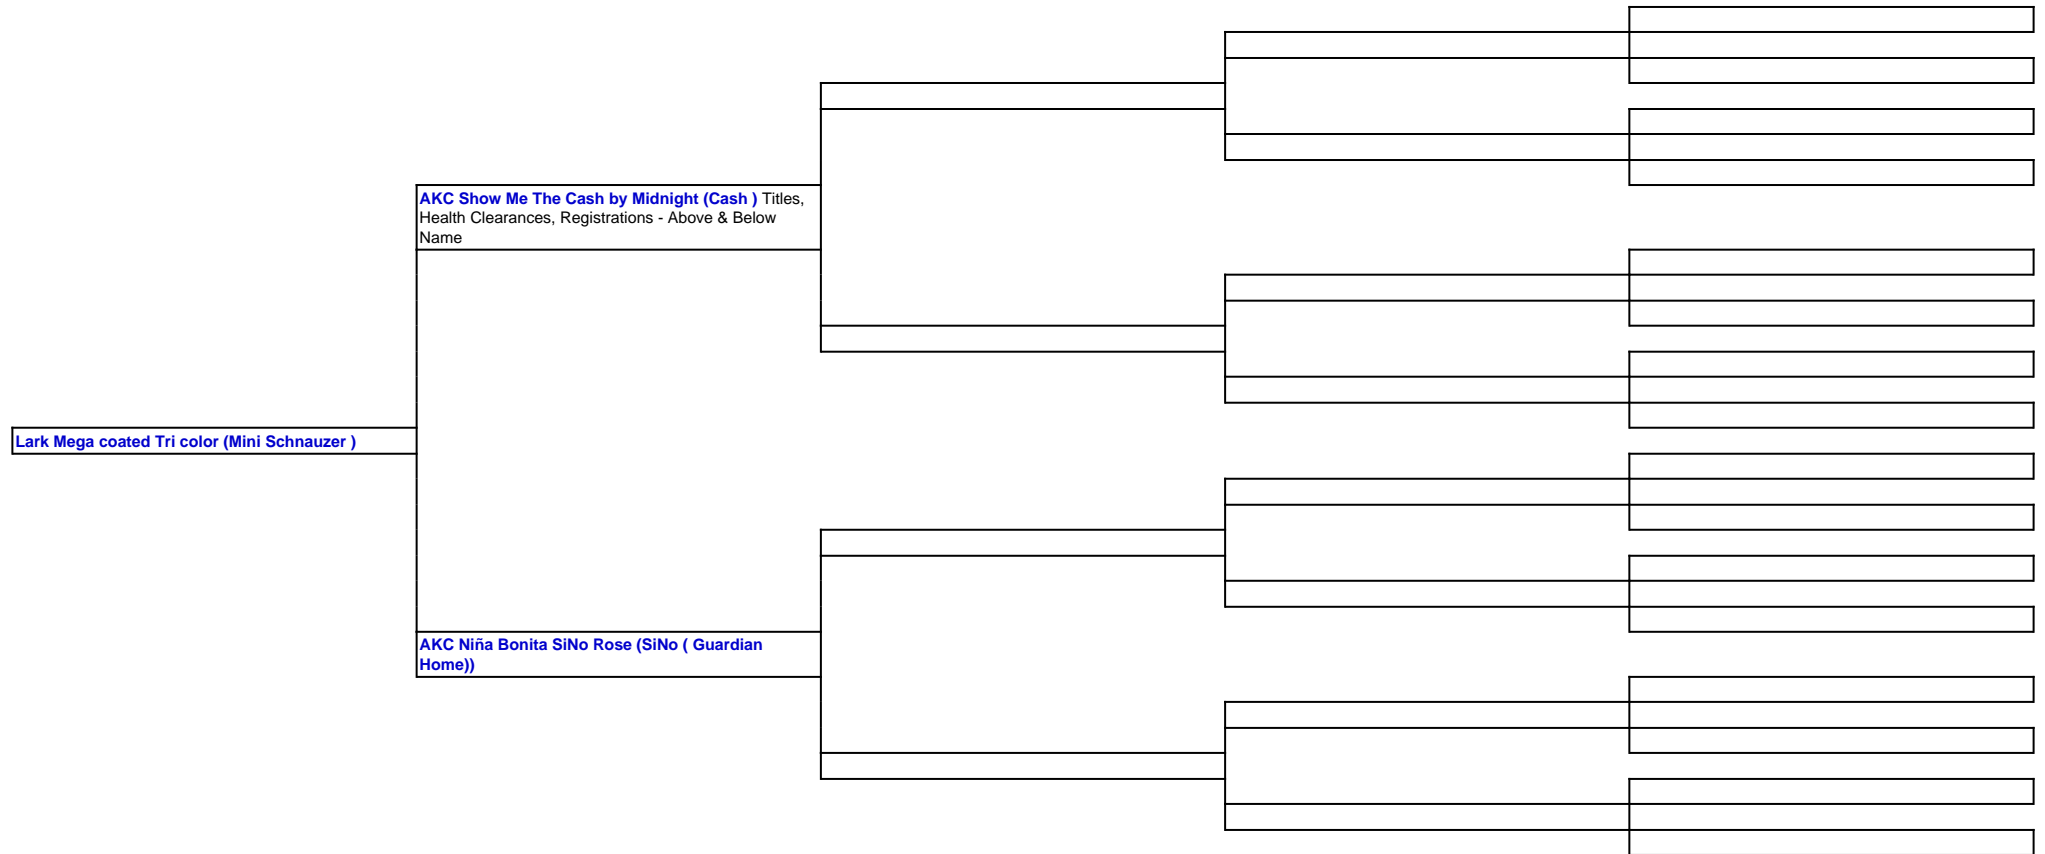 AKC Show Me The Cash by Midnight (Cash ) Titles,
Health Clearances, Registrations - Above & Below
Name
Lark Mega coated Tri color (Mini Schnauzer )
AKC Niña Bonita SiNo Rose (SiNo ( Guardian
Home))